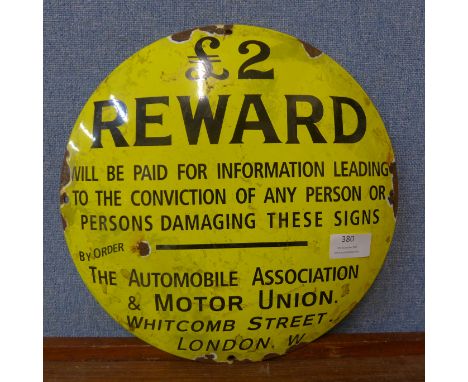 £2
REWARD
WILL BE PAID FOR INFORMATION LEADING
TO THE CONVICTION OF ANY PERSON OR
PERSONS DAMAGING THESE SIGNS
BY ORDER
380
THE AUTOMOBILE ASSOCIATION
& MOTOR UNION.
WHITCOMB STREET.
LONDON. W.